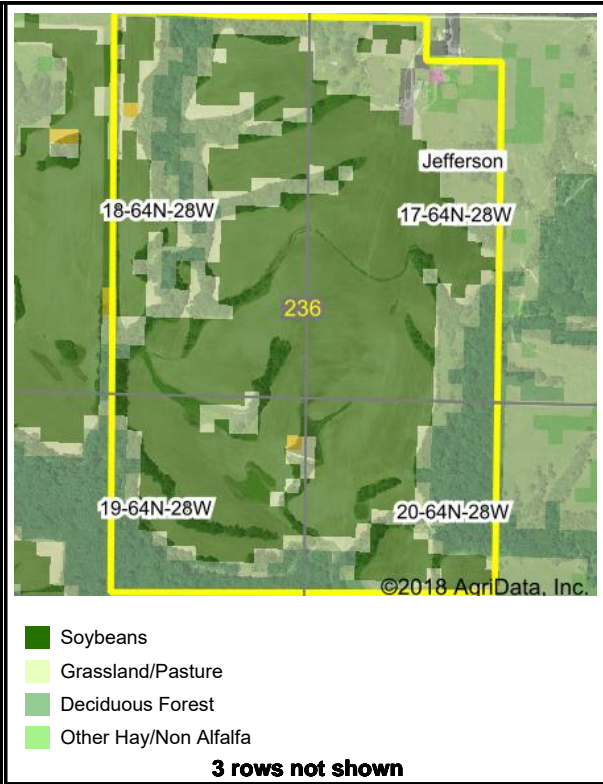 Jefferson
18-64N-28W
17-64N-28W
236
19-64N-28W
20-64N-28W
©2018 AgriData, Inc.
Soybeans
Grassland/Pasture
Deciduous Forest
Other Hay/Non Alfalfa
3 rows not shown